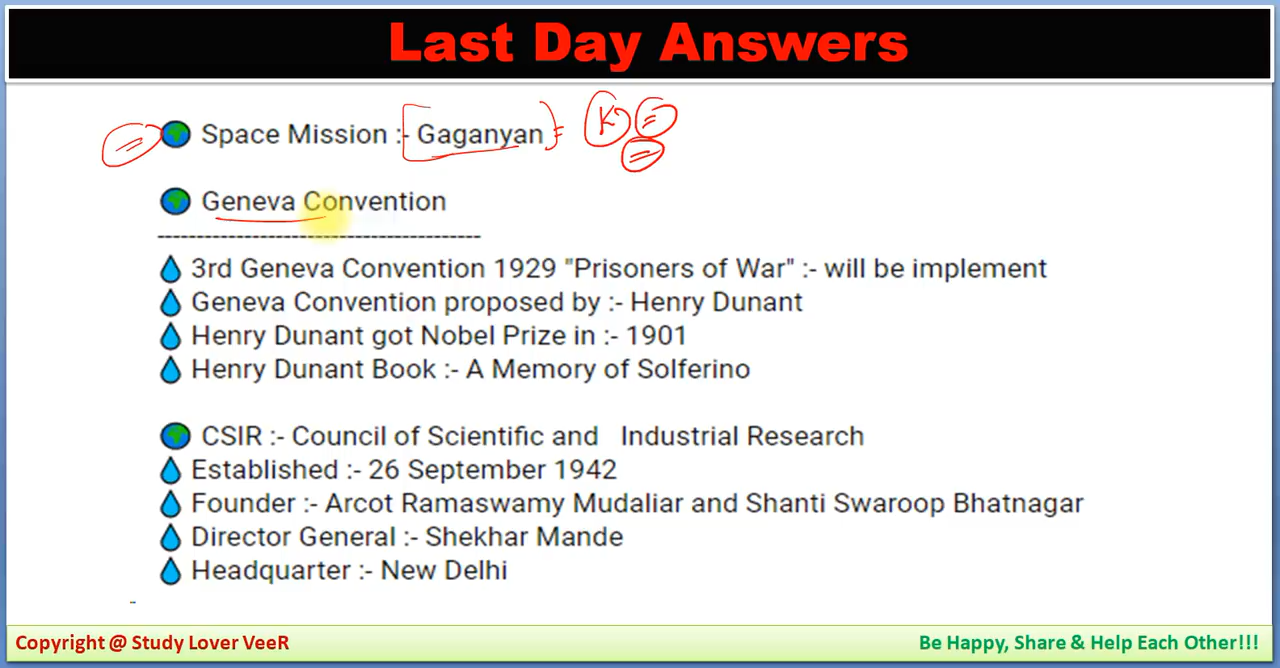 Last Day Answers
Space Mission :- Gaganyan K
Geneva Convention
----------------------------------------
3rd Geneva Convention 1929 "Prisoners of War" :- will be implement
Geneva Convention proposed by :- Henry Dunant
Henry Dunant got Nobel Prize in :- 1901
Henry Dunant Book :- A Memory of Solferino
CSIR :- Council of Scientific and Industrial Research
Established :- 26 September 1942
Founder :- Arcot Ramaswamy Mudaliar and Shanti Swaroop Bhatnagar
Director General :- Shekhar Mande
Headquarter :- New Delhi
Copyright @ Study Lover VeeR
Be Happy, Share & Help Each Other!!!